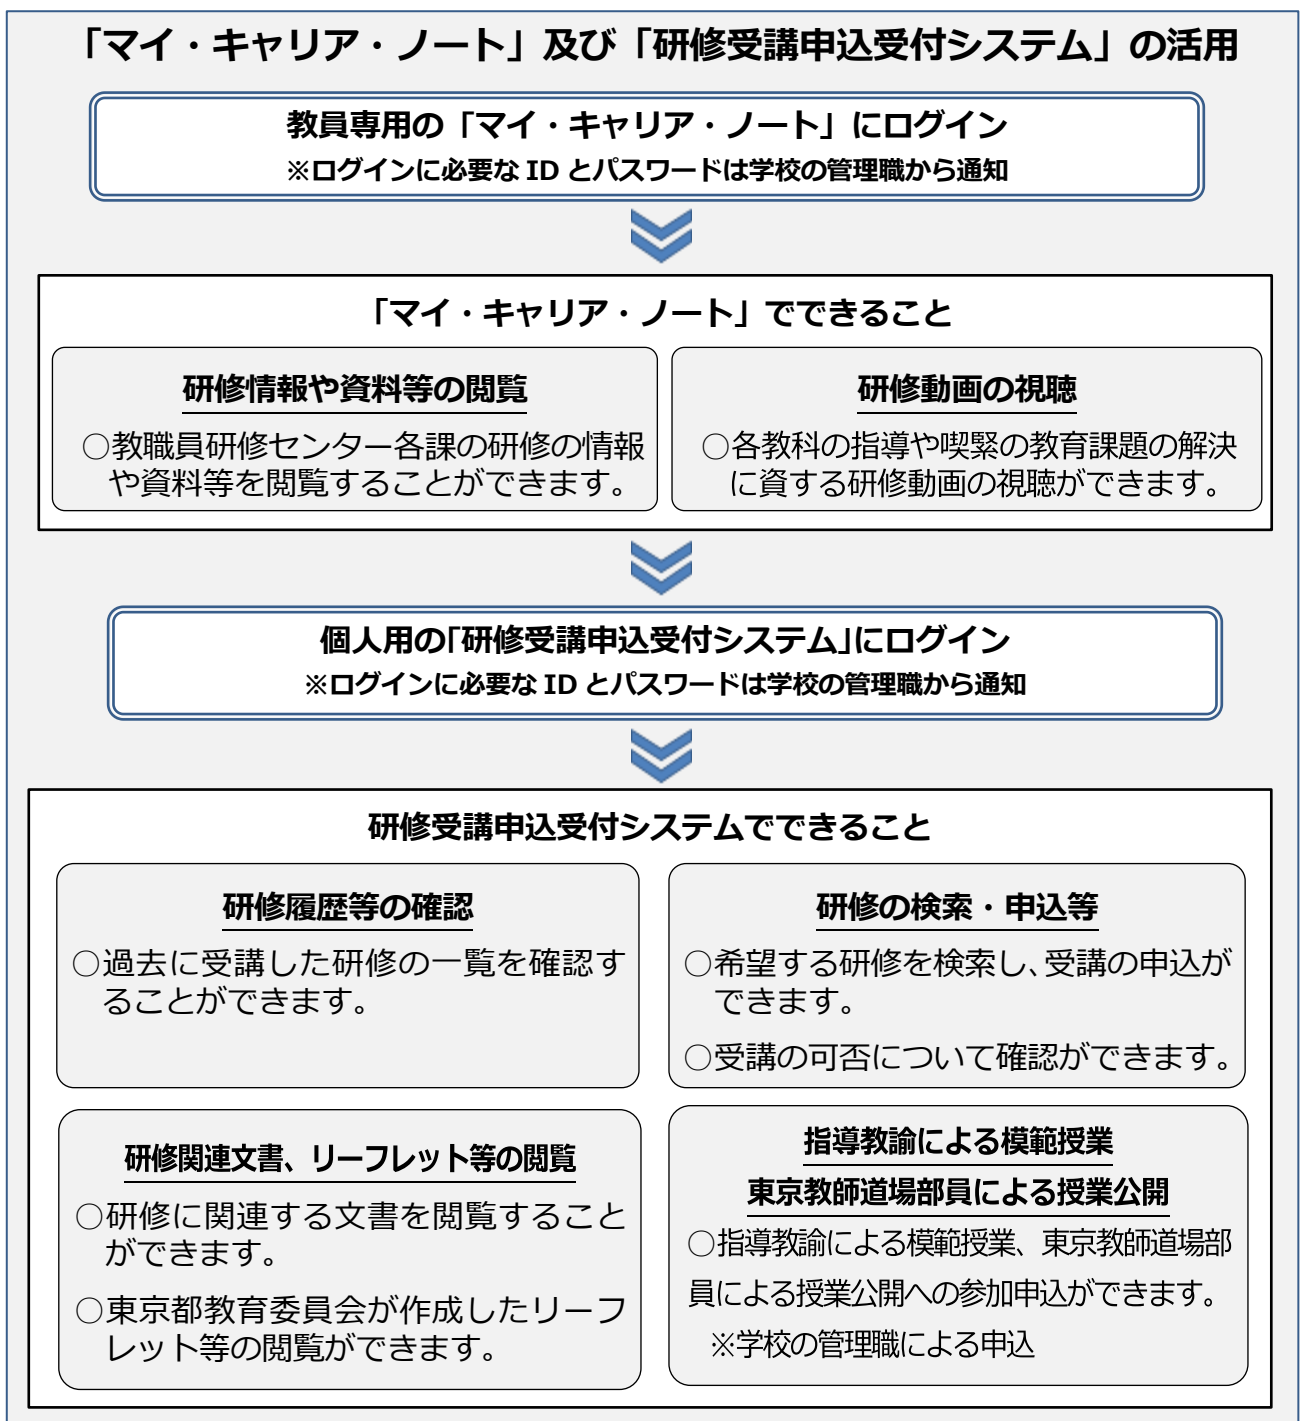 「マイ・キャリア・ノート」及び「研修受講申込受付システム」の活用
教員専用の「マイ・キャリア・ノート」にログイン
※ログインに必要な ID とパスワードは学校の管理職から通知
「マイ・キャリア・ノート」でできること
研修情報や資料等の閲覧
○教職員研修センター各課の研修の情報
や資料等を閲覧することができます。
研修動画の視聴
○各教科の指導や喫緊の教育課題の解決
に資する研修動画の視聴ができます。
個人用の「研修受講申込受付システム」にログイン
※ログインに必要な ID とパスワードは学校の管理職から通知
研修受講申込受付システムでできること
研修履歴等の確認
○過去に受講した研修の一覧を確認す
ることができます。
研修の検索・申込等
○希望する研修を検索し、受講の申込が
できます。
○受講の可否について確認ができます。
研修関連文書、リーフレット等の閲覧
○研修に関連する文書を閲覧すること
ができます。
○東京都教育委員会が作成したリーフ
レット等の閲覧ができます。
指導教諭による模範授業
東京教師道場部員による授業公開
○指導教諭による模範授業、東京教師道場部
員による授業公開への参加申込ができます。
※学校の管理職による申込